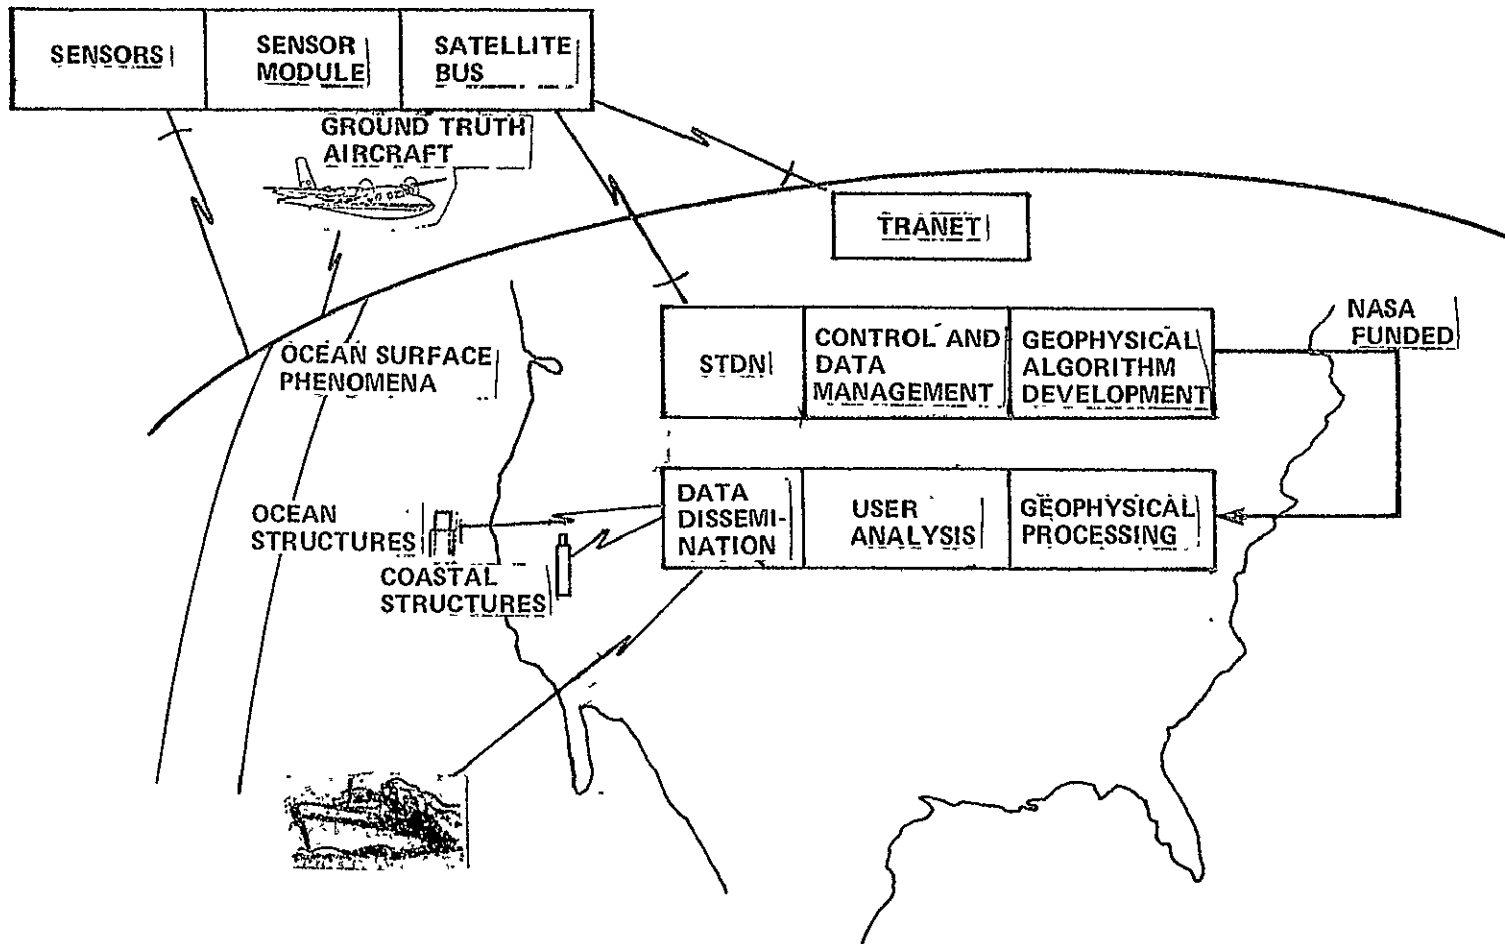 SENSORS
SENSOR
MODULE
SATELLITE
BUS
GROUND TRUTH
AIRCRAFT
TRANET
OCEAN SURFACE
PHENOMENA
STDN
CONTROL AND
DATA
MANAGEMENT
GEOPHYSICAL
ALGORITHM
DEVELOPMENT
NASA
FUNDED
OCEAN
STRUCTURES
COASTAL
STRUCTURES
DATA
DISSEMI-
NATION
USER
ANALYSIS
GEOPHYSICAL
PROCESSING